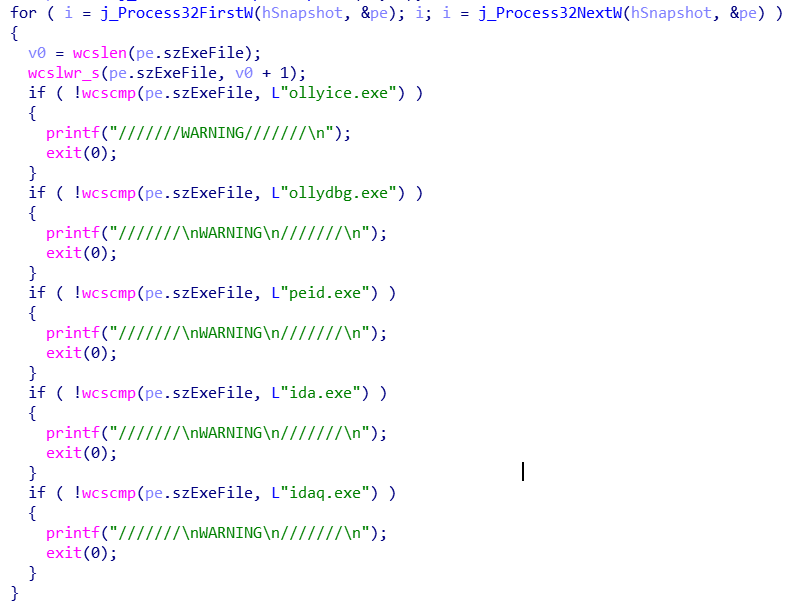 for ( i = j_Process32FirstW(hSnapshot, &pe); i; i = j_Process32NextW(hSnapshot, &pe) )
{
  v0 = wcslen(pe.szExeFile);
  wcslwr_s(pe.szExeFile, v0 + 1);
  if ( !wcscmp(pe.szExeFile, L"ollyice.exe") )
  {
    printf("///////WARNING///////\n");
    exit(0);
  }
  if ( !wcscmp(pe.szExeFile, L"ollydbg.exe") )
  {
    printf("///////\nWARNING\n///////\n");
    exit(0);
  }
  if ( !wcscmp(pe.szExeFile, L"peid.exe") )
  {
    printf("///////\nWARNING\n///////\n");
    exit(0);
  }
  if ( !wcscmp(pe.szExeFile, L"ida.exe") )
  {
    printf("///////\nWARNING\n///////\n");
    exit(0);
  }
  if ( !wcscmp(pe.szExeFile, L"idaq.exe") )
  {
    printf("///////\nWARNING\n///////\n");
    exit(0);
  }
}